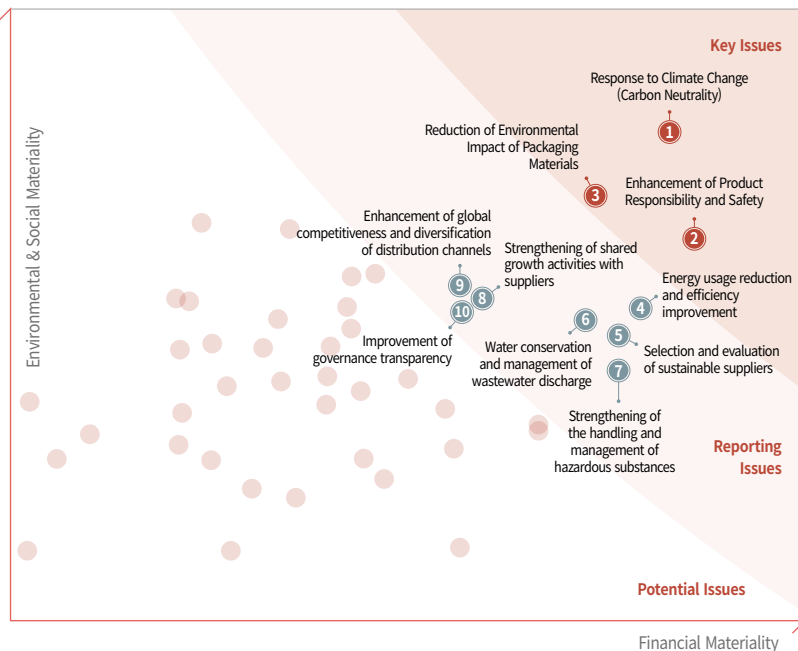 Key Issues
Response to Climate Change
(Carbon Neutrality)
1
Reduction of Environmental
Impact of Packaging
Materials
3
Enhancement of Product
Responsibility and Safety
2
Environmental & Social Materiality
Enhancement of global
competitiveness and diversification
of distribution channels
9
Strengthening of shared
growth activities with
suppliers
8
10
Improvement of
governance transparency
Energy usage reduction
and efficiency
improvement
4
6
Water conservation
and management of
wastewater discharge
5
Selection and evaluation
of sustainable suppliers
7
Strengthening of
the handling and
management of
hazardous substances
Reporting
Issues
Potential Issues
Financial Materiality